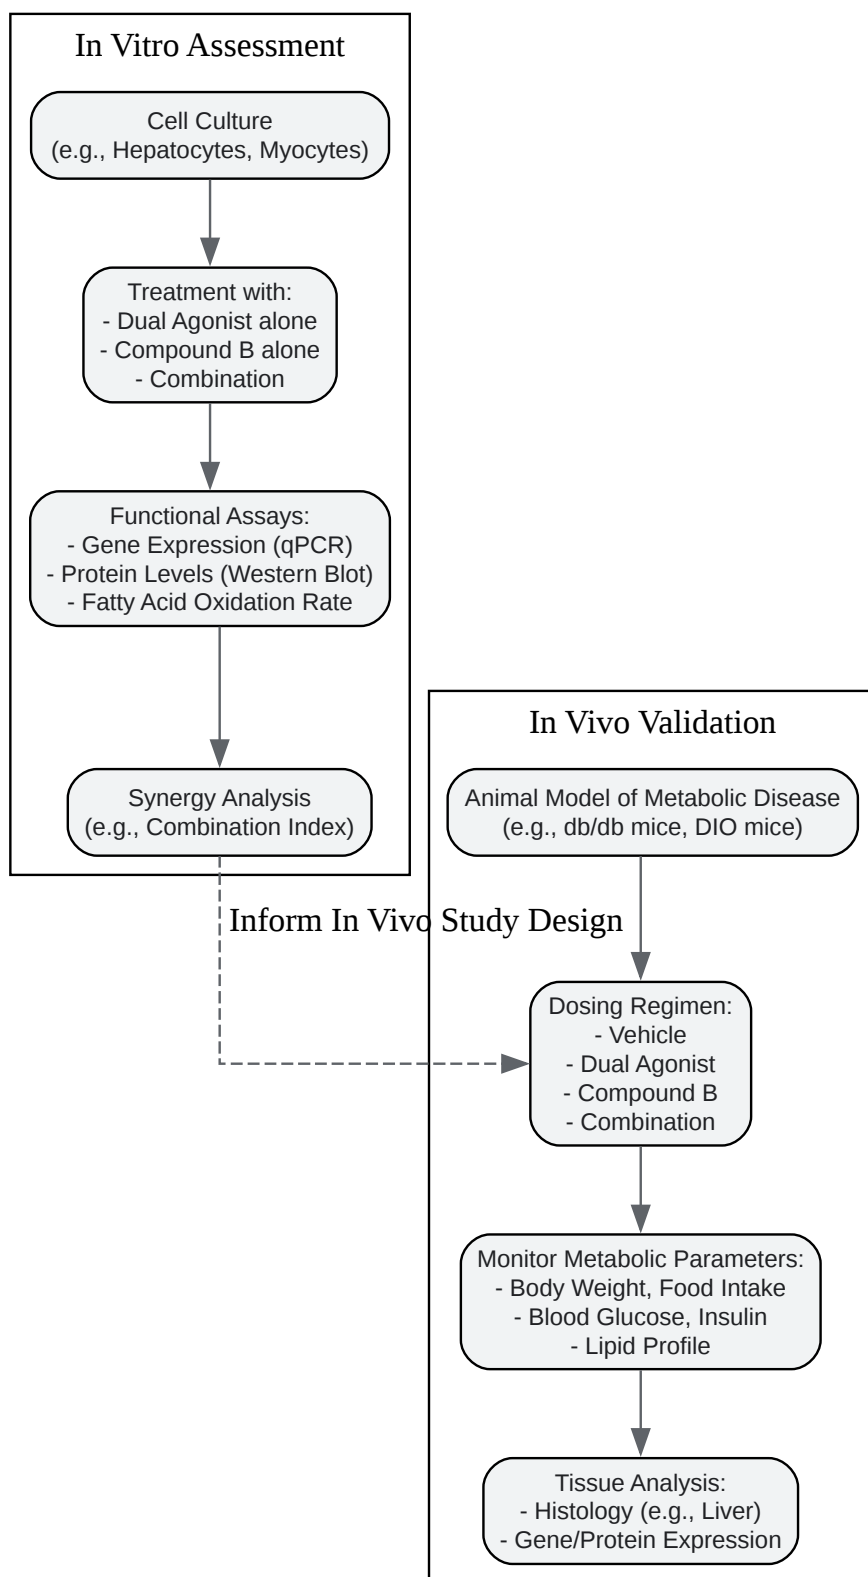 In Vitro Assessment
Cell Culture
(e.g., Hepatocytes, Myocytes)
Treatment with:
- Dual Agonist alone
- Compound B alone
- Combination
Functional Assays:
- Gene Expression (qPCR)
- Protein Levels (Western Blot)
- Fatty Acid Oxidation Rate
Synergy Analysis
(e.g., Combination Index)
In Vivo Validation
Animal Model of Metabolic Disease
(e.g., db/db mice, DIO mice)
Inform In Vivo Study Design
Dosing Regimen:
- Vehicle
- Dual Agonist
- Compound B
- Combination
Monitor Metabolic Parameters:
- Body Weight, Food Intake
- Blood Glucose, Insulin
- Lipid Profile
Tissue Analysis:
- Histology (e.g., Liver)
- Gene/Protein Expression